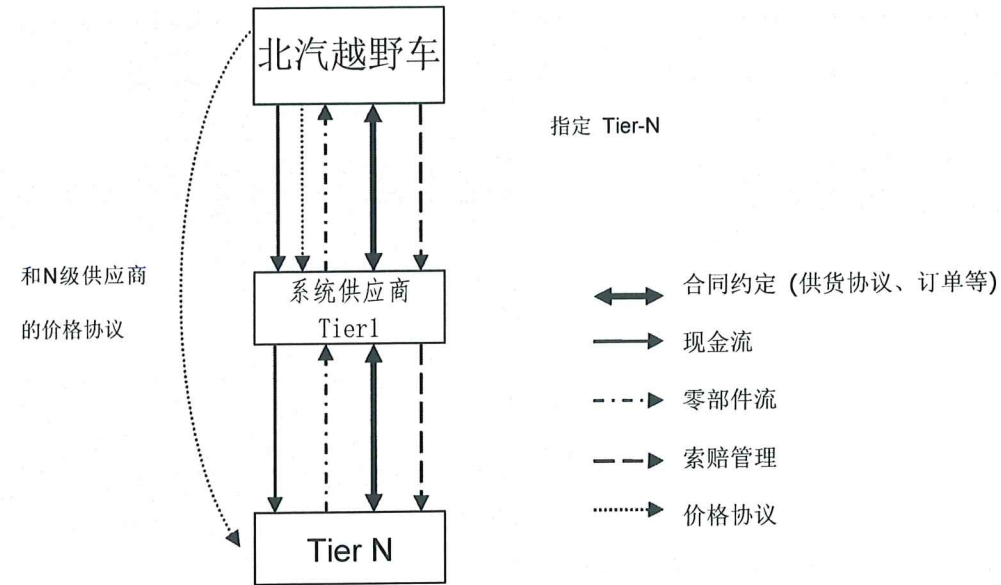 北汽越野车
指定 Tier-N
和N级供应商
的价格协议
系统供应商
Tier1
合同约定 (供货协议、订单等)
现金流
零部件流
索赔管理
价格协议
Tier N